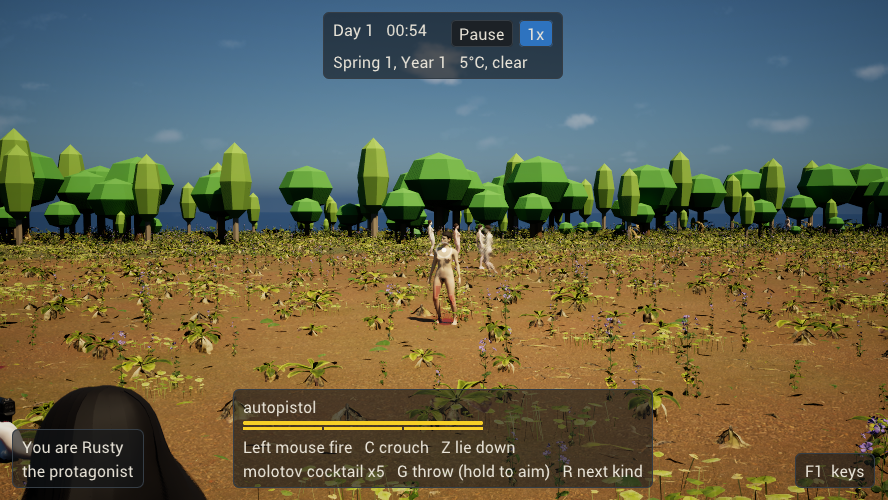 Day 1 00:54 Pause 1x
Spring 1, Year 1 5°C, clear
autopistol
Left mouse fire C crouch Z lie down
molotov cocktail x5 G throw (hold to aim) R next kind
You are Rusty
the protagonist
F1 keys